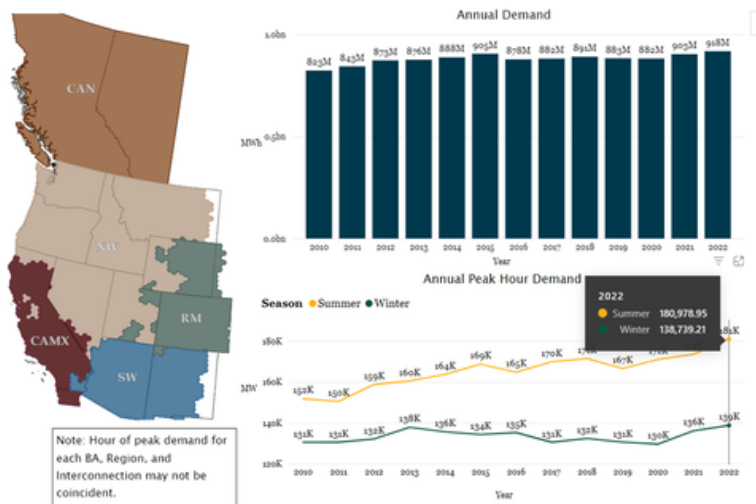 CAN
NW
CAMX
RM
SW
Note: Hour of peak demand for
each BA, Region, and
Interconnection may not be
coincident.
Annual Demand
1.0bn
823M 843M 873M 876M 888M 905M 878M 882M 891M 883M 882M 903M 918M
MWh
0.5bn
0.0bn
2010 2011 2012 2013 2014 2015 2016 2017 2018 2019 2020 2021 2022
Year
Annual Peak Hour Demand
Season Summer Winter
2022
Summer 180,978.95
Winter 138,739.21
181K
180K
152K 150K 159K 160K 164K 169K 165K 170K 167K
MW
160K
131K 131K 132K 138K 136K 134K 135K 131K 132K 131K 130K 136K 139K
140K
120K
2010 2011 2012 2013 2014 2015 2016 2017 2018 2019 2020 2021 2022
Year